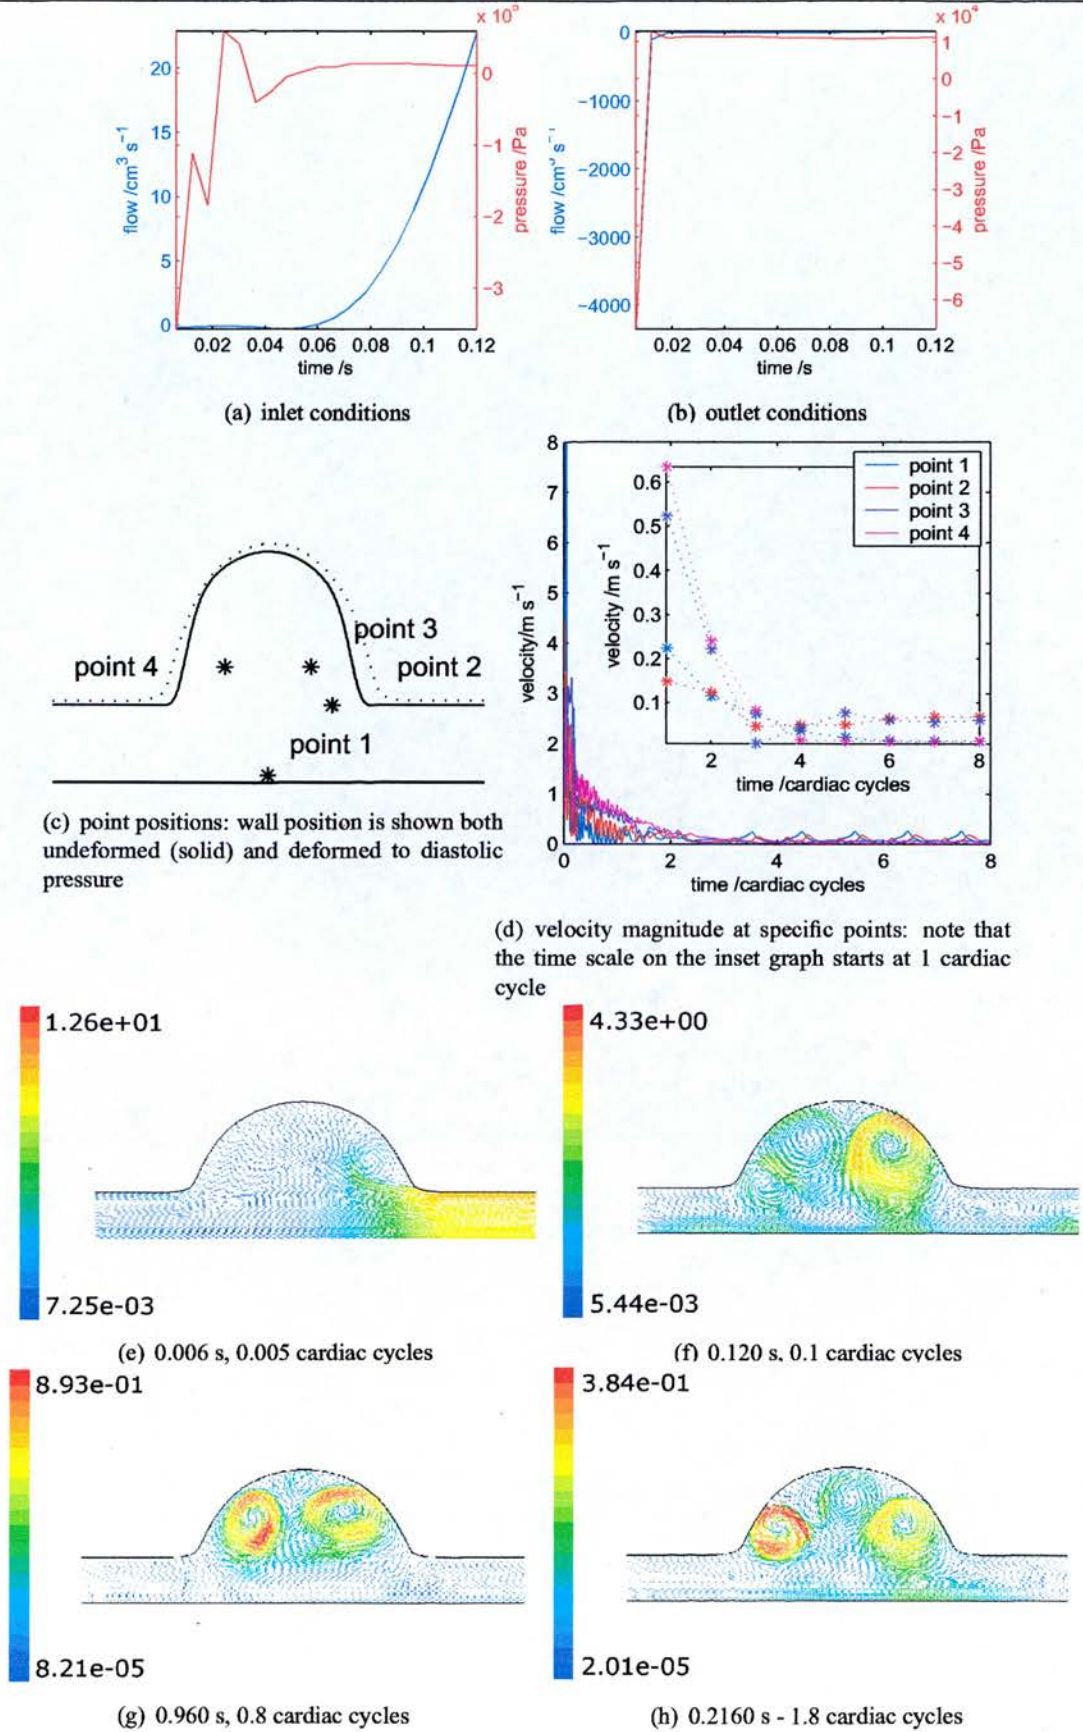 x 10⁵
20
15
10
5
0
flow /cm³ s⁻¹
0
−1
−2
−3
pressure /Pa
0.02 0.04 0.06 0.08 0.1 0.12
time /s
(a) inlet conditions
x 10⁴
0
−1000
−2000
−3000
−4000
1
0
−1
−2
−3
−4
−5
−6
pressure /Pa
0.02 0.04 0.06 0.08 0.1 0.12
time /s
(b) outlet conditions
point 4
point 3
point 2
point 1
(c) point positions: wall position is shown both
undeformed (solid) and deformed to diastolic
pressure
8
7
6
5
4
3
2
1
0
velocity/m s⁻¹
0 2 4 6 8
time /cardiac cycles
0.6
0.5
0.4
0.3
0.2
0.1
velocity /m s⁻¹
2 4 6 8
time /cardiac cycles
point 1
point 2
point 3
point 4
(d) velocity magnitude at specific points: note that
the time scale on the inset graph starts at 1 cardiac
cycle
1.26e+01
7.25e-03
(e) 0.006 s, 0.005 cardiac cycles
4.33e+00
5.44e-03
(f) 0.120 s, 0.1 cardiac cycles
8.93e-01
8.21e-05
(g) 0.960 s, 0.8 cardiac cycles
3.84e-01
2.01e-05
(h) 0.2160 s - 1.8 cardiac cycles